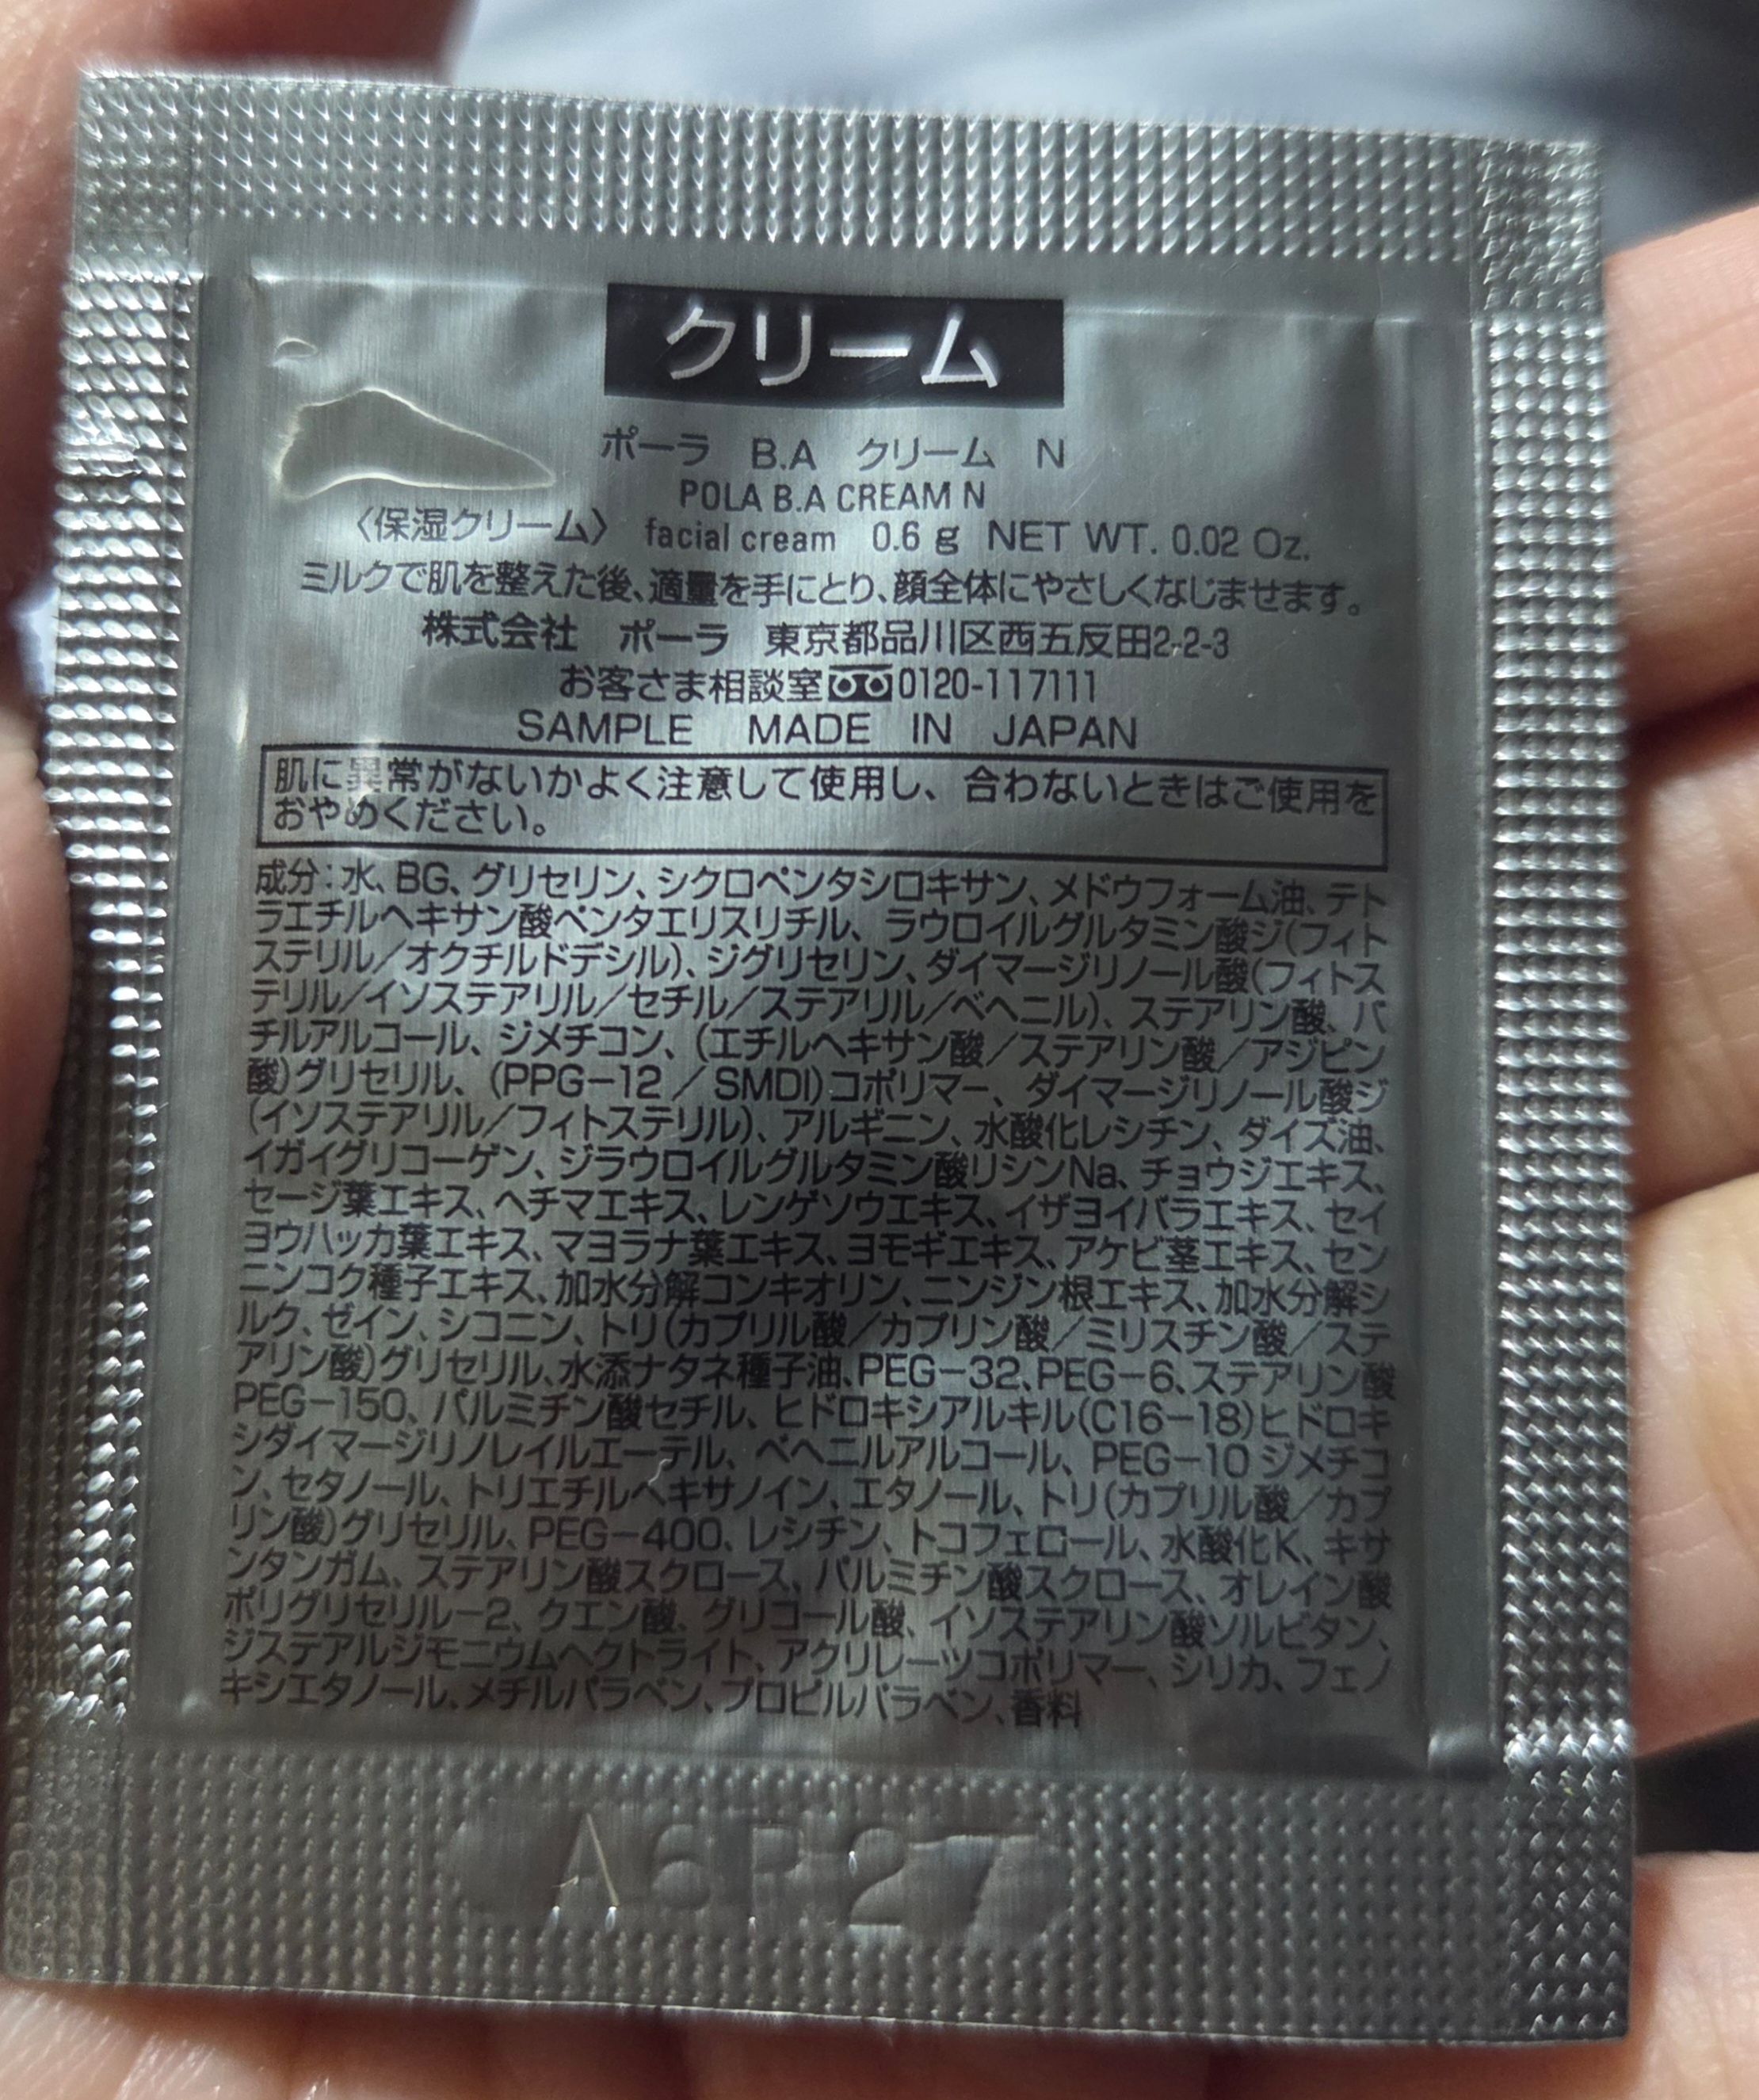 クリーム
ポーラ B.A クリーム N
POLA B.A CREAM N
〈保湿クリーム〉 facial cream 0.6 g NET WT. 0.02 Oz.
ミルクで肌を整えた後、適量を手にとり、顔全体にやさしくなじませます。
株式会社 ポーラ 東京都品川区西五反田2-2-3
お客さま相談室 0120-117111
SAMPLE MADE IN JAPAN
肌に異常がないかよく注意して使用し、合わないときはご使用を
おやめください。
成分：水、BG、グリセリン、シクロペンタシロキサン、メドウフォーム油、テト
ラエチルヘキサン酸ペンタエリスリチル、ラウロイルグルタミン酸ジ(フィト
ステリル／オクチルドデシル)、ジグリセリン、ダイマージリノール酸(フィトス
テリル／イソステアリル／セチル／ステアリル／ベヘニル)、ステアリン酸、バ
チルアルコール、ジメチコン、(エチルヘキサン酸／ステアリン酸／アジピン
酸)グリセリル、(PPG－12／SMDI)コポリマー、ダイマージリノール酸ジ
(イソステアリル／フィトステリル)、アルギニン、水酸化レシチン、ダイズ油、
イガイグリコーゲン、ジラウロイルグルタミン酸リシンNa、チョウジエキス、
セージ葉エキス、ヘチマエキス、レンゲソウエキス、イザヨイバラエキス、セイ
ヨウハッカ葉エキス、マヨラナ葉エキス、ヨモギエキス、アケビ茎エキス、セン
ニンコク種子エキス、加水分解コンキオリン、ニンジン根エキス、加水分解シ
ルク、ゼイン、シコニン、トリ(カプリル酸／カプリン酸／ミリスチン酸／ステ
アリン酸)グリセリル、水添ナタネ種子油、PEG－32、PEG－6、ステアリン酸
PEG－150、パルミチン酸セチル、ヒドロキシアルキル(C16－18)ヒドロキ
シダイマージリノレイルエーテル、ベヘニルアルコール、PEG－10ジメチコ
ン、セタノール、トリエチルヘキサノイン、エタノール、トリ(カプリル酸／カプ
リン酸)グリセリル、PEG－400、レシチン、トコフェロール、水酸化K、キサ
ンタンガム、ステアリン酸スクロース、パルミチン酸スクロース、オレイン酸
ポリグリセリル－2、クエン酸、グリコール酸、イソステアリン酸ソルビタン、
ジステアルジモニウムヘクトライト、アクリレーツコポリマー、シリカ、フェノ
キシエタノール、メチルパラベン、プロピルパラベン、香料
A6P27